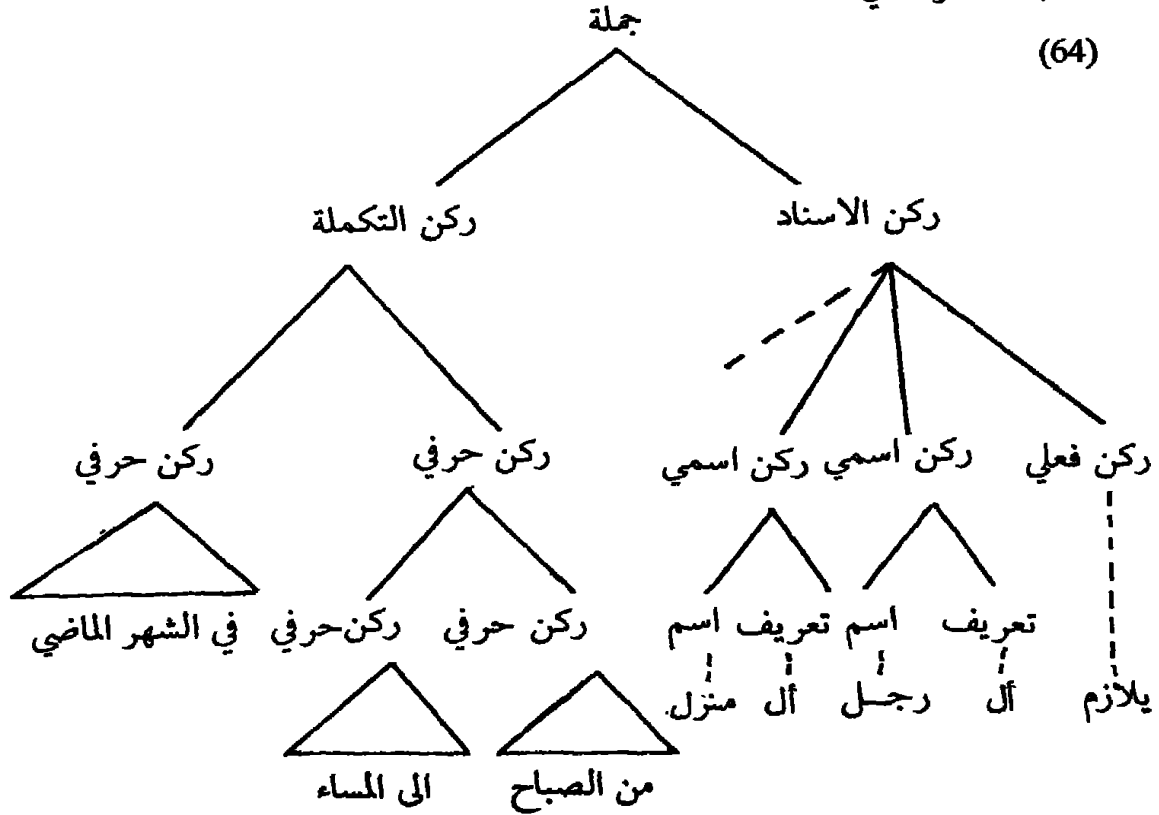 جملة
(64)
ركن الاسناد ركن التكملة
ركن فعلي ركن اسمي ركن اسمي ركن حرفي ركن حرفي
تعريف اسم تعريف اسم ركن حرفي ركن حرفي في الشهر الماضي
يلازم أل رجل أل منزل
من الصباح الى المساء